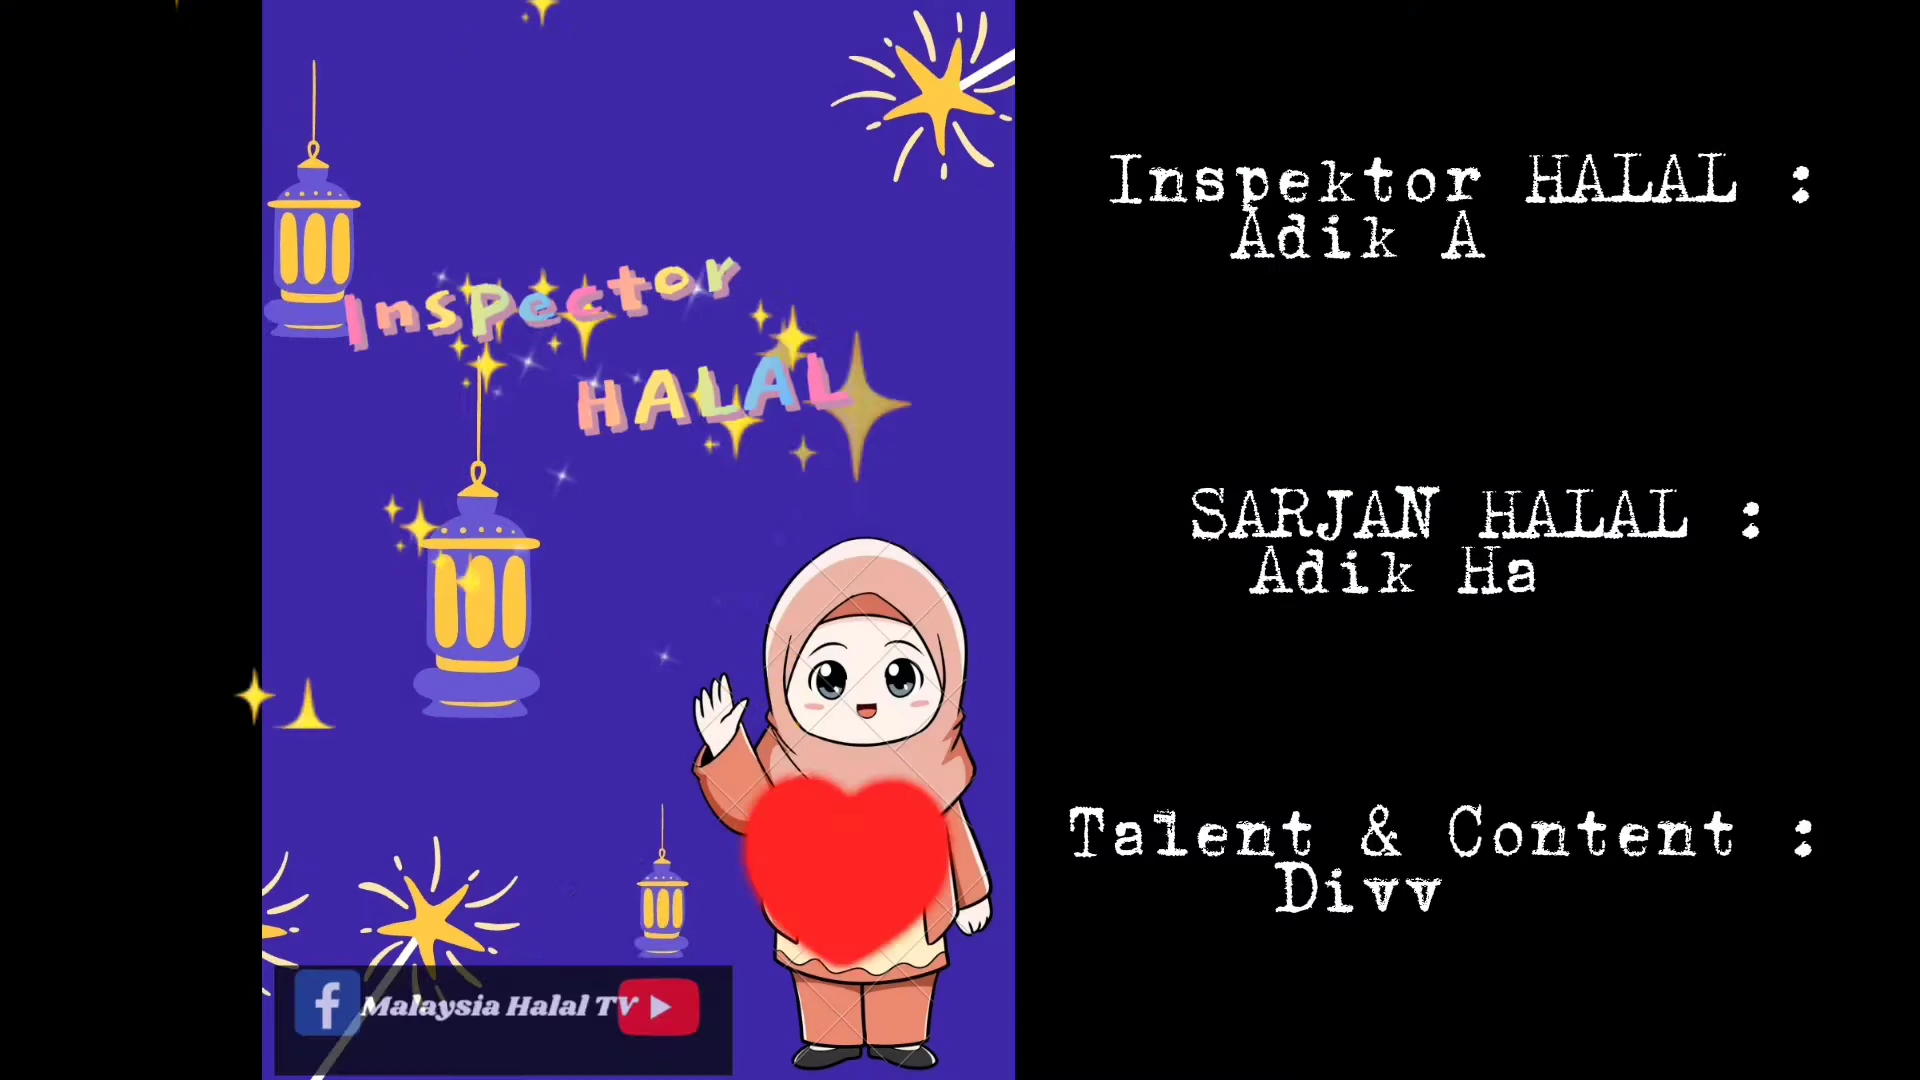 Inspector
HALAL
Malaysia Halal TV
Inspektor HALAL :
Adik A
SARJAN HALAL :
Adik Ha
Talent & Content :
Divv